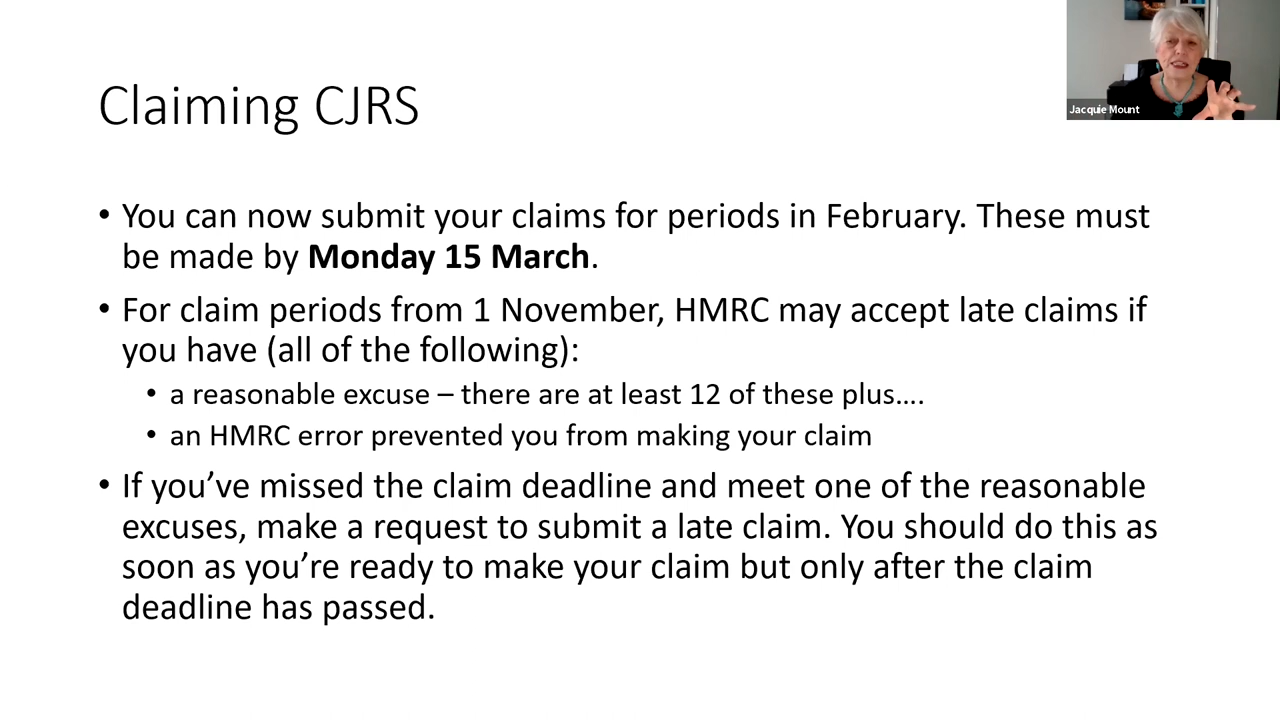 Claiming CJRS
Jacquie Mount
• You can now submit your claims for periods in February. These must
be made by Monday 15 March.
• For claim periods from 1 November, HMRC may accept late claims if
you have (all of the following):
• a reasonable excuse – there are at least 12 of these plus….
• an HMRC error prevented you from making your claim
• If you’ve missed the claim deadline and meet one of the reasonable
excuses, make a request to submit a late claim. You should do this as
soon as you’re ready to make your claim but only after the claim
deadline has passed.